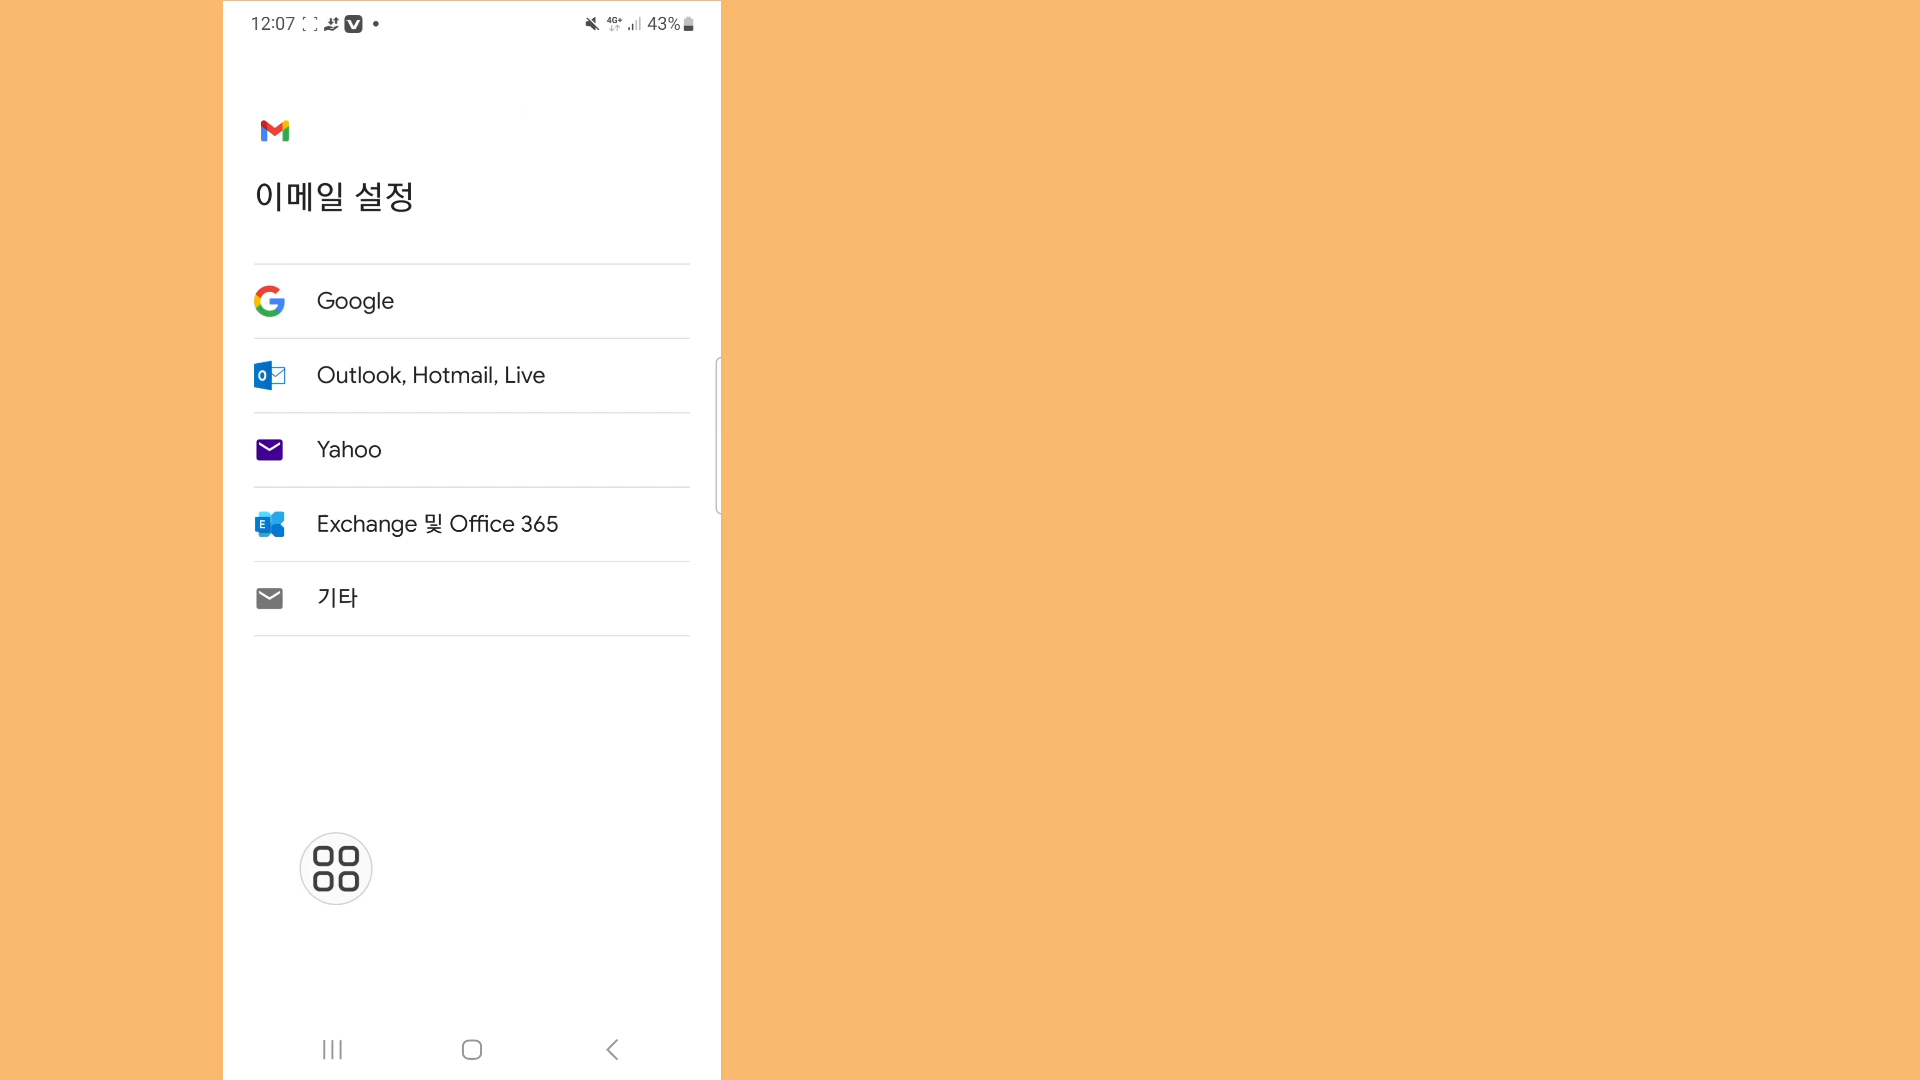 12:07 4G+ 43%
이메일 설정
Google
Outlook, Hotmail, Live
Yahoo
Exchange 및 Office 365
기타